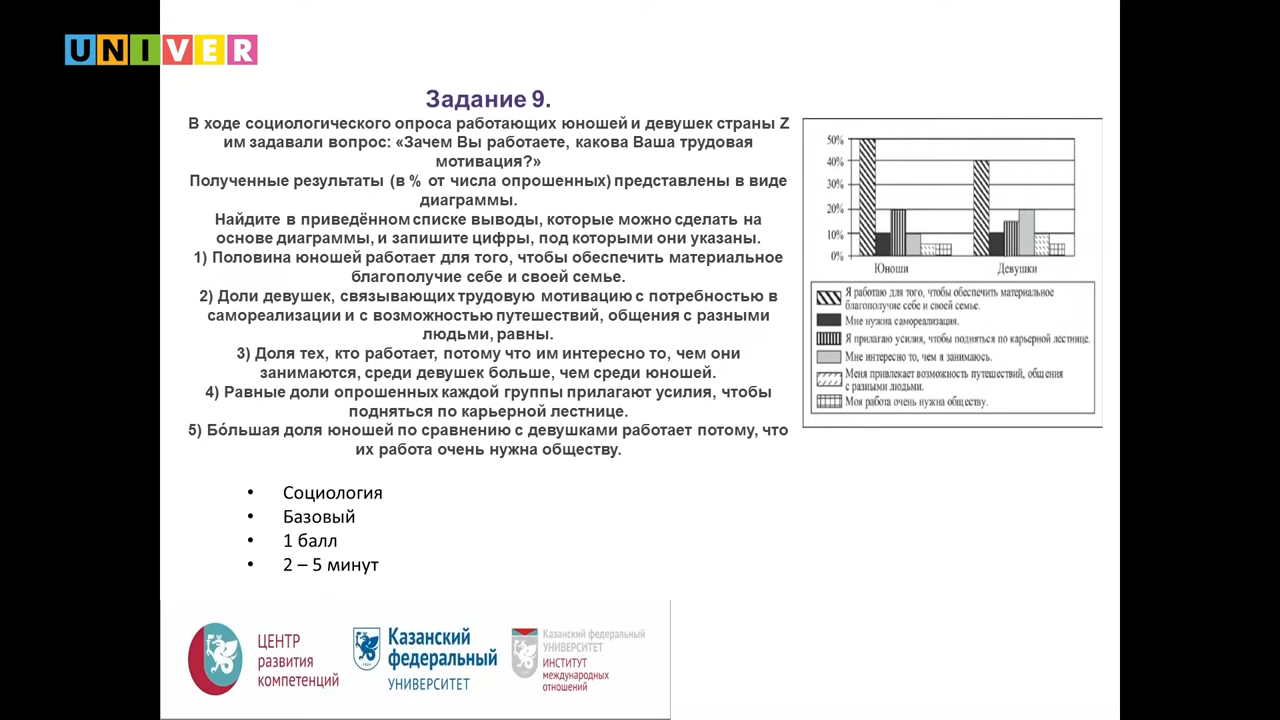 UNIVER
Задание 9.
В ходе социологического опроса работающих юношей и девушек страны Z
им задавали вопрос: «Зачем Вы работаете, какова Ваша трудовая
мотивация?»
Полученные результаты (в % от числа опрошенных) представлены в виде
диаграммы.
Найдите в приведённом списке выводы, которые можно сделать на
основе диаграммы, и запишите цифры, под которыми они указаны.
1) Половина юношей работает для того, чтобы обеспечить материальное
благополучие себе и своей семье.
2) Доли девушек, связывающих трудовую мотивацию с потребностью в
самореализации и с возможностью путешествий, общения с разными
людьми, равны.
3) Доля тех, кто работает, потому что им интересно то, чем они
занимаются, среди девушек больше, чем среди юношей.
4) Равные доли опрошенных каждой группы прилагают усилия, чтобы
подняться по карьерной лестнице.
5) Бо́льшая доля юношей по сравнению с девушками работает потому, что
их работа очень нужна обществу.
50%
40%
30%
20%
10%
0%
Юноши Девушки
Я работаю для того, чтобы обеспечить материальное
благополучие себе и своей семье.
Мне нужна самореализация.
Я прилагаю усилия, чтобы подняться по карьерной лестнице.
Мне интересно то, чем я занимаюсь.
Меня привлекает возможность путешествий, общения
с разными людьми.
Моя работа очень нужна обществу.
• Социология
• Базовый
• 1 балл
• 2 – 5 минут
ЦЕНТР
развития
компетенций
Казанский
федеральный
УНИВЕРСИТЕТ
Казанский федеральный
УНИВЕРСИТЕТ
ИНСТИТУТ
международных
отношений